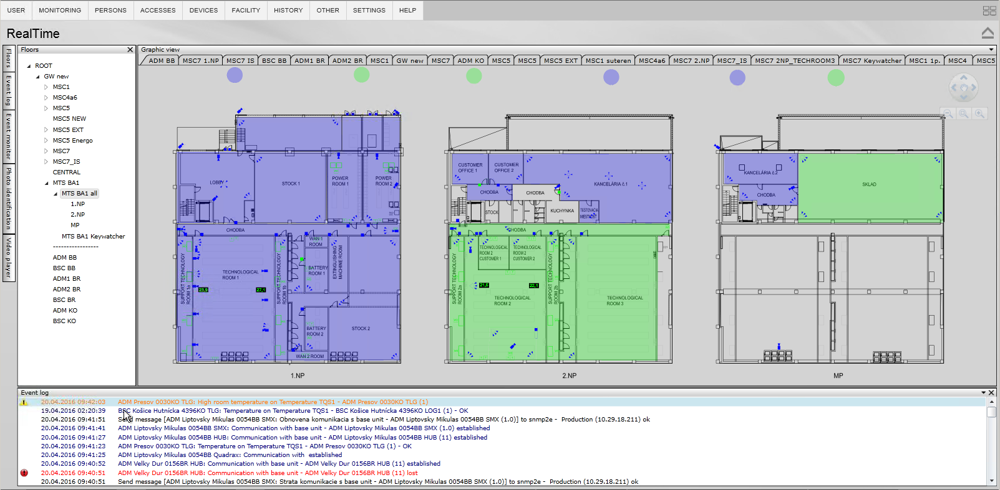 USER MONITORING PERSONS ACCESSES DEVICES FACILITY HISTORY OTHER SETTINGS HELP
RealTime
Floors
Event log
Event monitor
Photo identification
Video player
Floors
ROOT
GW new
MSC1
MSC4a6
MSC5
MSC5 NEW
MSC5 EXT
MSC5 Energo
MSC7
MSC7_IS
CENTRAL
MTS BA1
MTS BA1 all
1.NP
2.NP
MP
MTS BA1 Keywatcher
-----------------
ADM BB
BSC BB
ADM1 BR
ADM2 BR
BSC BR
ADM KO
BSC KO
Graphic view
ADM BB MSC7 1.NP MSC7 IS BSC BB ADM1 BR ADM2 BR MSC1 GW new MSC7 ADM KO MSC5 MSC5 MSC5 EXT MSC1 suteren MSC4a6 MSC7 2.NP MSC7_IS MSC7 2NP_TECHROOM3 MSC7 Keywatcher MSC1 1p. MSC4 MSC5
LOBBY
STOCK 1
POWER
ROOM 1
POWER
ROOM 2
CHODBA
SUPPORT TECHNOLOGY
ROOM 1a
TECHNOLOGICAL
ROOM 1
23,9
27,1
SUPPORT TECHNOLOGY
ROOM 1b
WAN 1
ROOM
BATTERY
ROOM 1
EXTINGUISHING
MACHINE ROOM
BATTERY
ROOM 2
STOCK 2
WAN 2 ROOM
1.NP
CUSTOMER
OFFICE 1
CUSTOMER
OFFICE 2
KANCELÁRIA č.1
CHODBA
CHODBA
STOCK
KUCHYNKA
TESTOVACIA
CHODBA
SUPPORT TECHNOLOGY
ROOM 2a
TECHNOLOGICAL
ROOM 2
CUSTOMER 1
TECHNOLOGICAL
ROOM 2
CUSTOMER 2
21,5
22,1
TECHNOLOGICAL
ROOM 2
SUPPORT TECHNOLOGY
ROOM 2b
TECHNOLOGICAL
ROOM 3
2.NP
KANCELÁRIA č.2
CHODBA
SKLAD
MP
Event log
20.04.2016 09:42:03 ADM Presov 0030KO TLG: High room temperature on Temperature TQS1 - ADM Presov 0030KO TLG (1)
19.04.2016 02:20:39 BSC Košice Hutnícka 4396KO TLG: Temperature on Temperature TQS1 - BSC Košice Hutnícka 4396KO LOG1 (1) - OK
20.04.2016 09:41:51 Send message [ADM Liptovsky Mikulas 0054BB SMX: Obnovena komunikacia s base unit - ADM Liptovsky Mikulas 0054BB SMX (1.0)] to snmp2e - Production (10.29.18.211) ok
20.04.2016 09:41:41 ADM Liptovsky Mikulas 0054BB SMX: Communication with base unit - ADM Liptovsky Mikulas 0054BB SMX (1.0) established
20.04.2016 09:41:27 ADM Liptovsky Mikulas 0054BB HUB: Communication with base unit - ADM Liptovsky Mikulas 0054BB HUB (11) established
20.04.2016 09:41:23 ADM Presov 0030KO TLG: Temperature on Temperature TQS1 - ADM Presov 0030KO TLG (1) - OK
20.04.2016 09:41:25 ADM Liptovsky Mikulas 0054BB Quadrax: Communication with established
20.04.2016 09:40:52 ADM Velky Dur 0156BR HUB: Communication with base unit - ADM Velky Dur 0156BR HUB (11) established
20.04.2016 09:40:51 ADM Velky Dur 0156BR HUB: Communication with base unit - ADM Velky Dur 0156BR HUB (11) lost
20.04.2016 09:40:51 Send message [ADM Liptovsky Mikulas 0054BB SMX: Strata komunikacie s base unit - ADM Liptovsky Mikulas 0054BB SMX (1.0)] to snmp2e - Production (10.29.18.211) ok